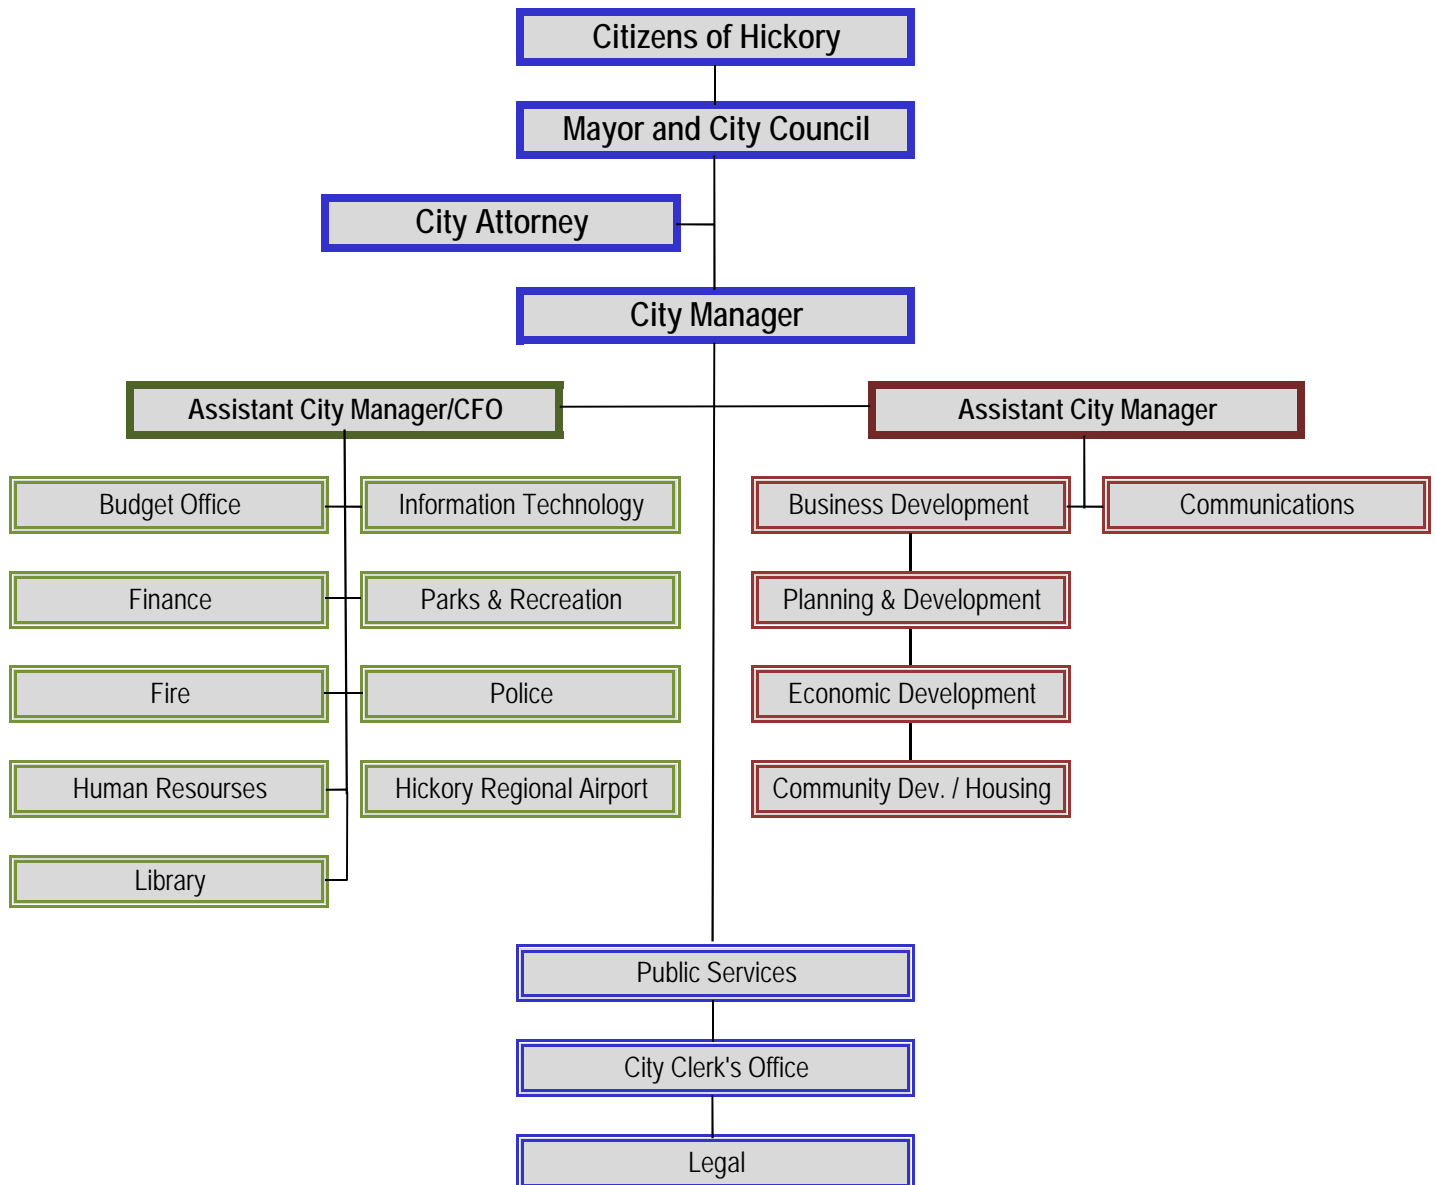 Citizens of Hickory
Mayor and City Council
City Attorney
City Manager
Assistant City Manager/CFO
Assistant City Manager
Budget Office
Information Technology
Business Development
Communications
Finance
Parks & Recreation
Planning & Development
Fire
Police
Economic Development
Human Resourses
Hickory Regional Airport
Community Dev. / Housing
Library
Public Services
City Clerk's Office
Legal